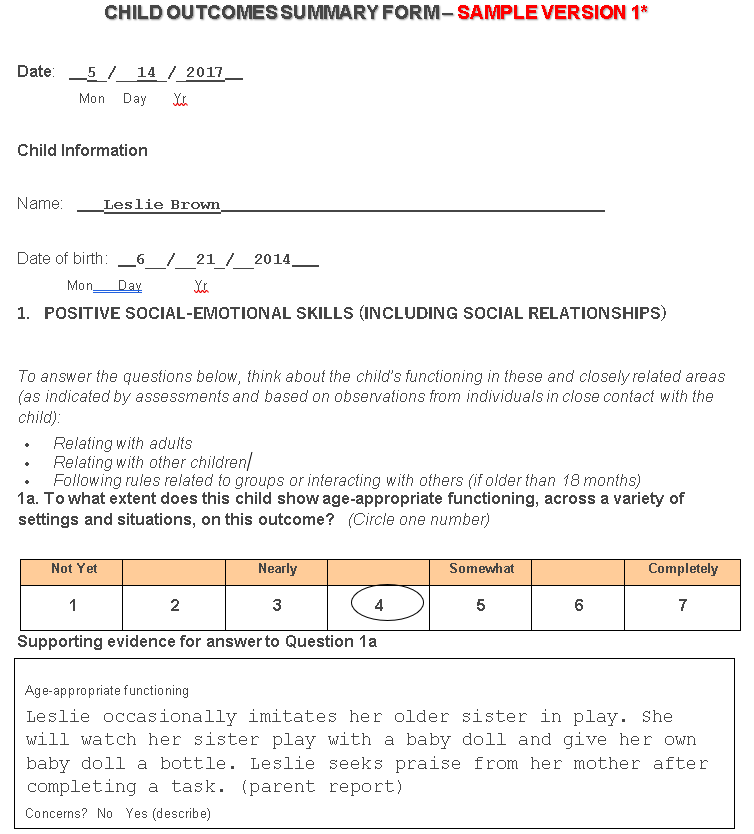 CHILD OUTCOMES SUMMARY FORM – SAMPLE VERSION 1*
Date: __5_/__14_/_2017__
Mon Day Yr
Child Information
Name: ___Leslie Brown___
Date of birth: __6__/__21_/__2014___
Mon___Day Yr
1. POSITIVE SOCIAL-EMOTIONAL SKILLS (INCLUDING SOCIAL RELATIONSHIPS)
To answer the questions below, think about the child's functioning in these and closely related areas
(as indicated by assessments and based on observations from individuals in close contact with the
child):
• Relating with adults
• Relating with other children
• Following rules related to groups or interacting with others (if older than 18 months)
1a. To what extent does this child show age-appropriate functioning, across a variety of
settings and situations, on this outcome? (Circle one number)
Not Yet Nearly Somewhat Completely
1 2 3 4 5 6 7
Supporting evidence for answer to Question 1a
Age-appropriate functioning
Leslie occasionally imitates her older sister in play. She
will watch her sister play with a baby doll and give her own
baby doll a bottle. Leslie seeks praise from her mother after
completing a task. (parent report)
Concerns? No Yes (describe)